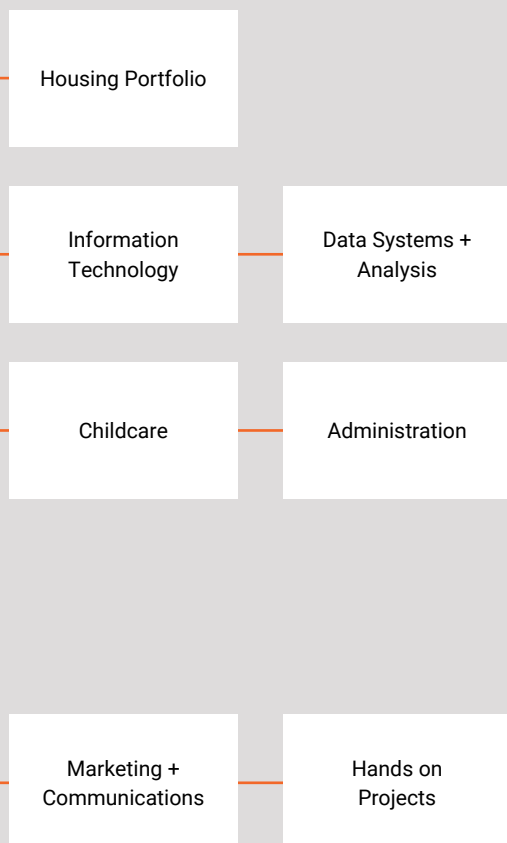 Housing Portfolio
Information
Technology
Data Systems +
Analysis
Childcare
Administration
Marketing +
Communications
Hands on
Projects